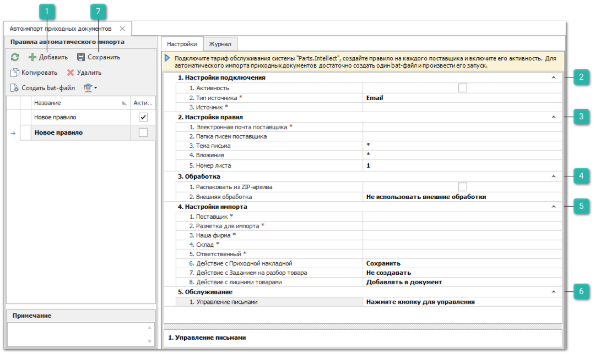 1
7
Автоимпорт приходных документов
Правила автоматического импорта
Добавить
Сохранить
Копировать
Удалить
Создать bat-файл
Название
Акти...
Новое правило
Новое правило
Примечание
Настройки
Журнал
Подключите тариф обслуживания системы "Parts.Intellect", создайте правило на каждого поставщика и включите его активность. Для
автоматического импорта приходных документов достаточно создать один bat-файл и произвести его запуск.
1. Настройки подключения
2
1. Активность
2. Тип источника * Email
3. Источник *
2. Настройки правил
3
1. Электронная почта поставщика *
2. Папка писем поставщика
3. Тема письма *
4. Вложения *
5. Номер листа 1
3. Обработка
4
1. Распаковать из ZIP-архива
2. Внешняя обработка Не использовать внешние обработки
4. Настройки импорта
5
1. Поставщик *
2. Разметка для импорта *
3. Наша фирма *
4. Склад *
5. Ответственный *
6. Действие с Приходной накладной Сохранить
7. Действие с Заданием на разбор товара Не создавать
8. Действие с лишними товарами Добавлять в документ
5. Обслуживание
6
1. Управление письмами Нажмите кнопку для управления
1. Управление письмами